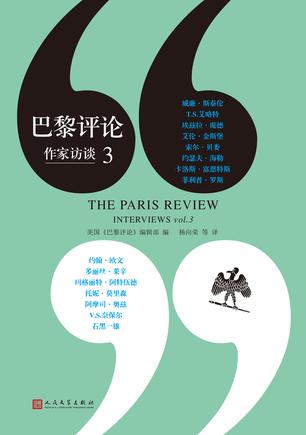 巴黎评论
作家访谈 3
威廉·斯泰伦
T.S.艾略特
埃兹拉·庞德
艾伦·金斯堡
索尔·贝娄
约瑟夫·海勒
卡洛斯·富恩特斯
菲利普·罗斯
THE PARIS REVIEW
INTERVIEWS vol.3
美国《巴黎评论》编辑部 编 杨向荣 等 译
约翰·欧文
多丽丝·莱辛
玛格丽特·阿特伍德
托妮·莫里森
阿摩司·奥兹
V.S.奈保尔
石黑一雄
人民文学出版社